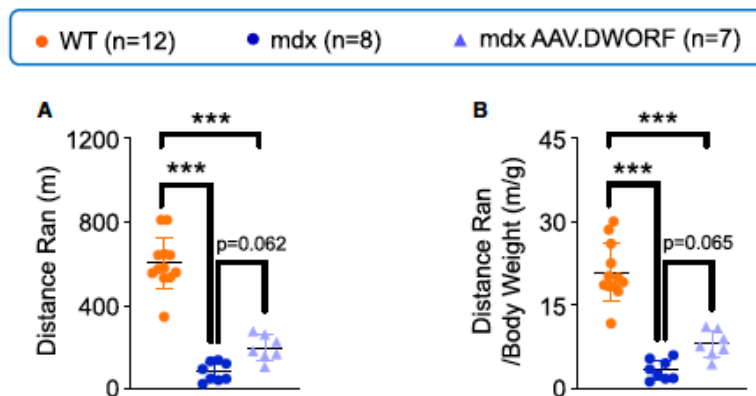 WT (n=12) mdx (n=8) mdx AAV.DWORF (n=7)
A
Distance Ran (m)
1200
800
400
0
***
***
p=0.062
B
Distance Ran
/Body Weight (m/g)
45
30
15
0
***
***
p=0.065